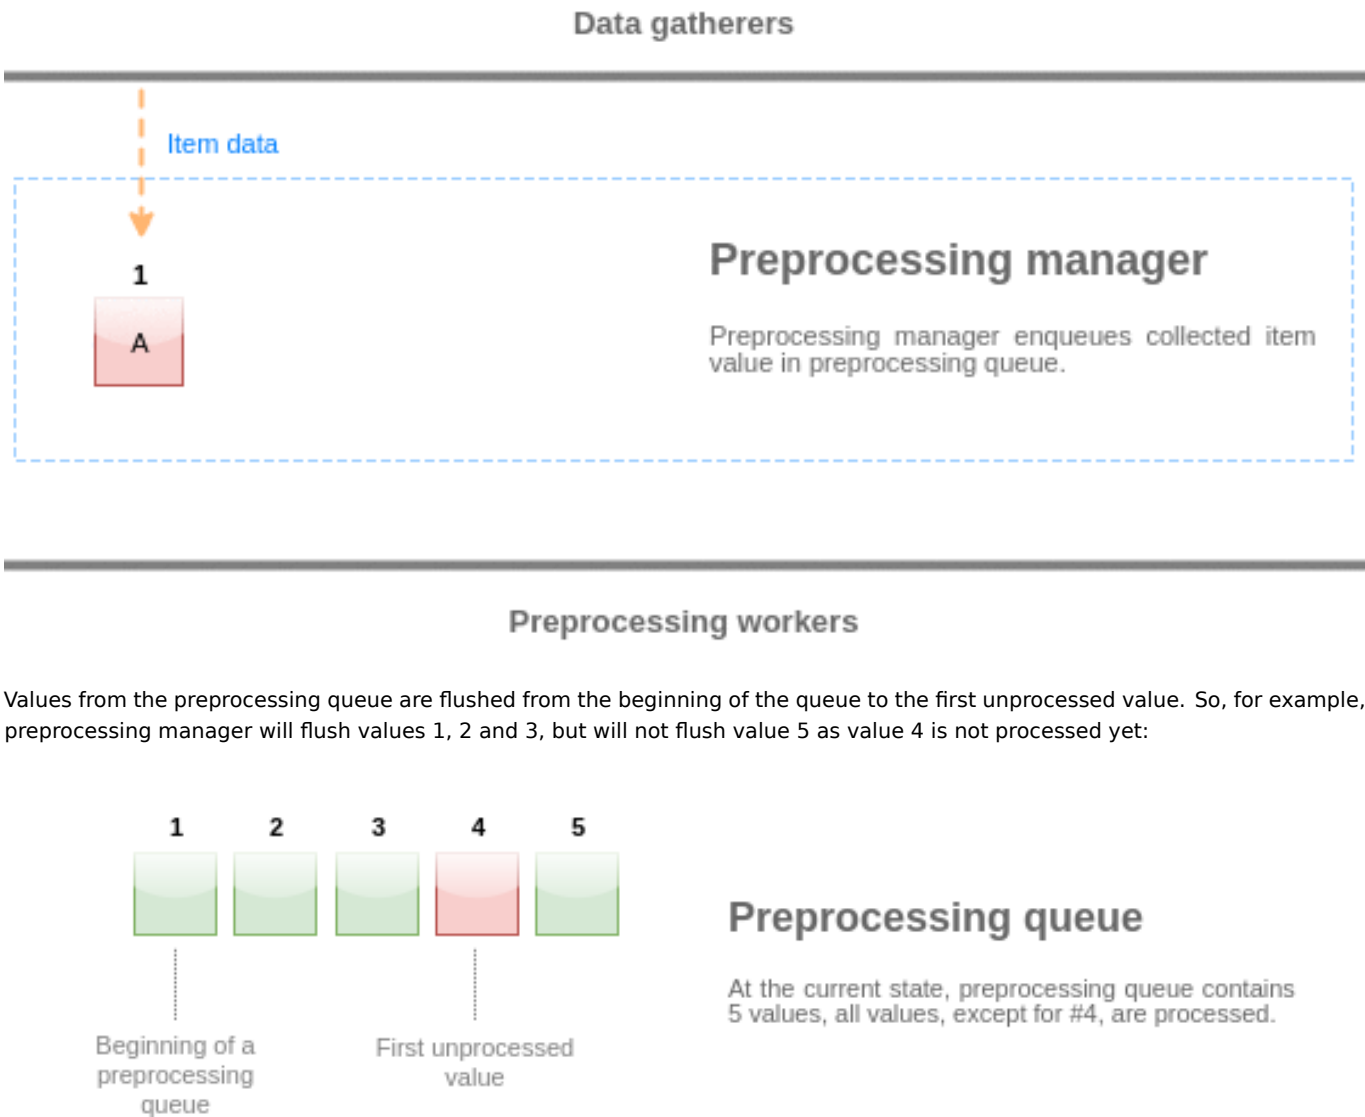 Data gatherers
Item data
1
A
Preprocessing manager
Preprocessing manager enqueues collected item
value in preprocessing queue.
Preprocessing workers
Values from the preprocessing queue are flushed from the beginning of the queue to the first unprocessed value. So, for example,
preprocessing manager will flush values 1, 2 and 3, but will not flush value 5 as value 4 is not processed yet:
1 2 3 4 5
Preprocessing queue
At the current state, preprocessing queue contains
5 values, all values, except for #4, are processed.
Beginning of a
preprocessing
queue
First unprocessed
value